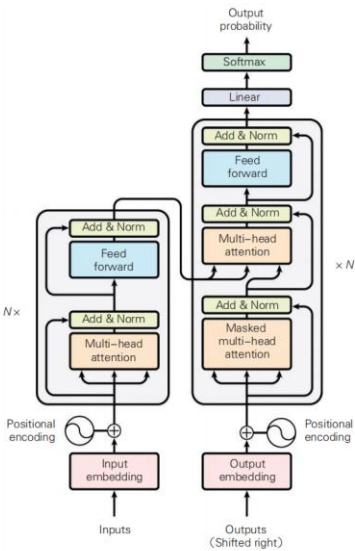 Output
probability
Softmax
Linear
Add & Norm
Feed
forward
Add & Norm
Multi-head
attention
× N
Add & Norm
Masked
multi-head
attention
Add & Norm
Feed
forward
N×
Add & Norm
Multi-head
attention
Positional
encoding
Positional
encoding
Input
embedding
Output
embedding
Inputs
Outputs
(Shifted right)